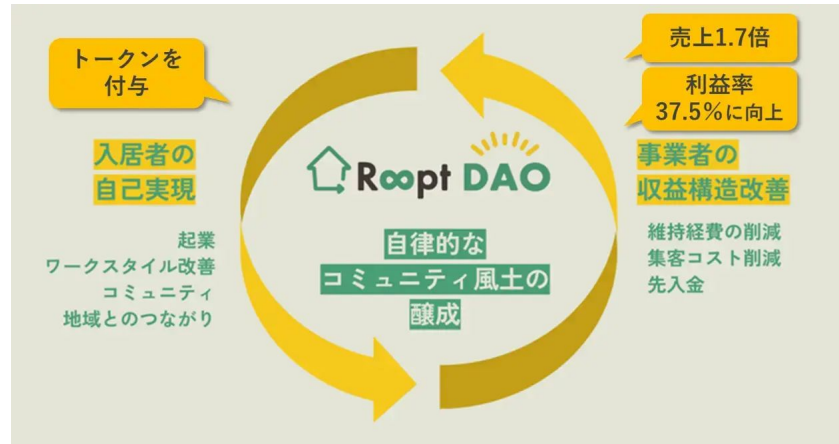 トークンを
付与
入居者の
自己実現
起業
ワークスタイル改善
コミュニティ
地域とのつながり
Roopt DAO
自律的な
コミュニティ風土の
醸成
売上1.7倍
利益率
37.5%に向上
事業者の
収益構造改善
維持経費の削減
集客コスト削減
先入金